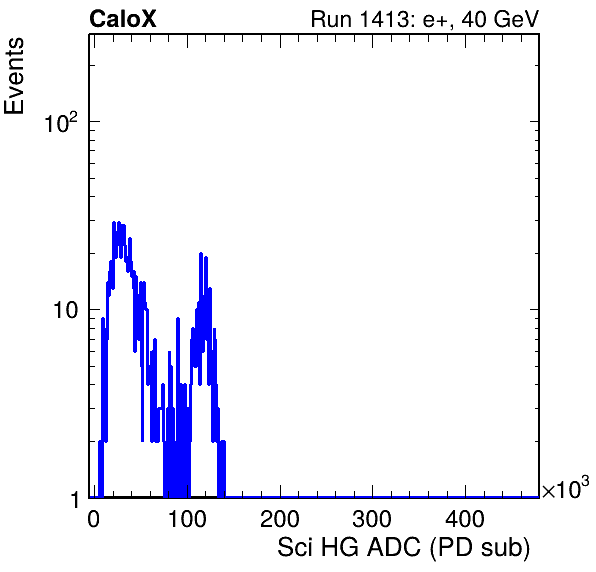 CaloX Run 1413: e+, 40 GeV
Events
10²
10
1
0 100 200 300 400 ×10³
Sci HG ADC (PD sub)